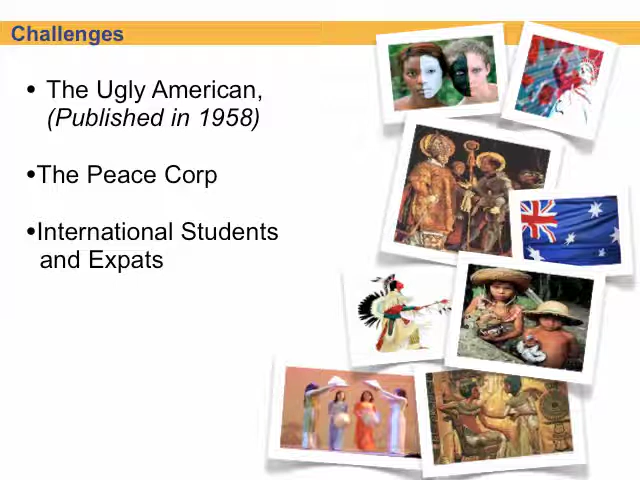 Challenges
• The Ugly American,
(Published in 1958)
•The Peace Corp
•International Students
and Expats